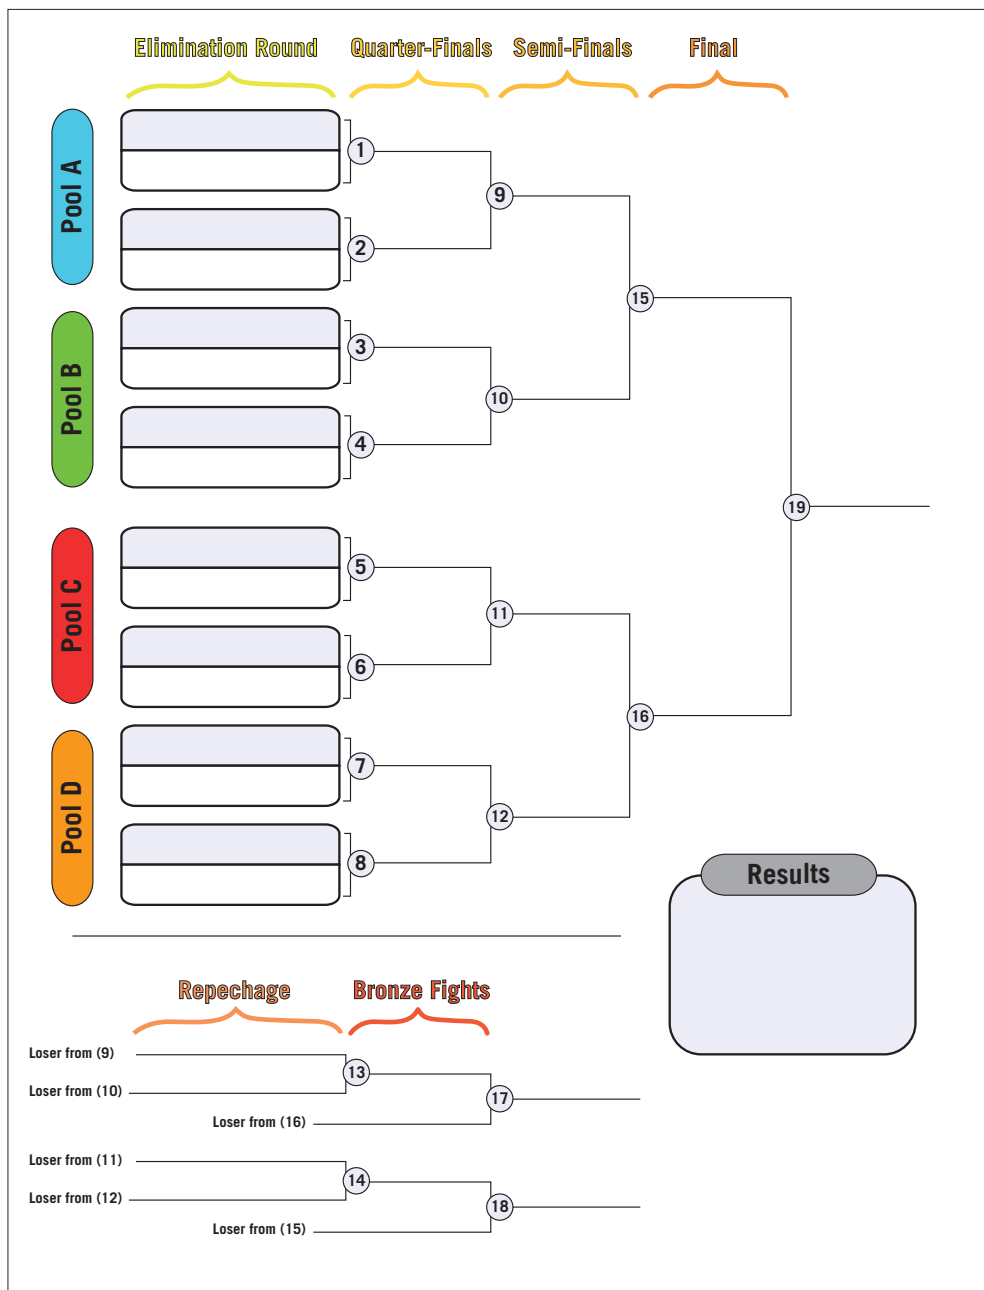 Elimination Round Quarter-Finals Semi-Finals Final
Pool A
1
9
2
15
Pool B
3
10
4
19
Pool C
5
11
6
16
Pool D
7
12
8
Results
Repechage Bronze Fights
Loser from (9)
13
Loser from (10)
17
Loser from (16)
Loser from (11)
14
Loser from (12)
18
Loser from (15)